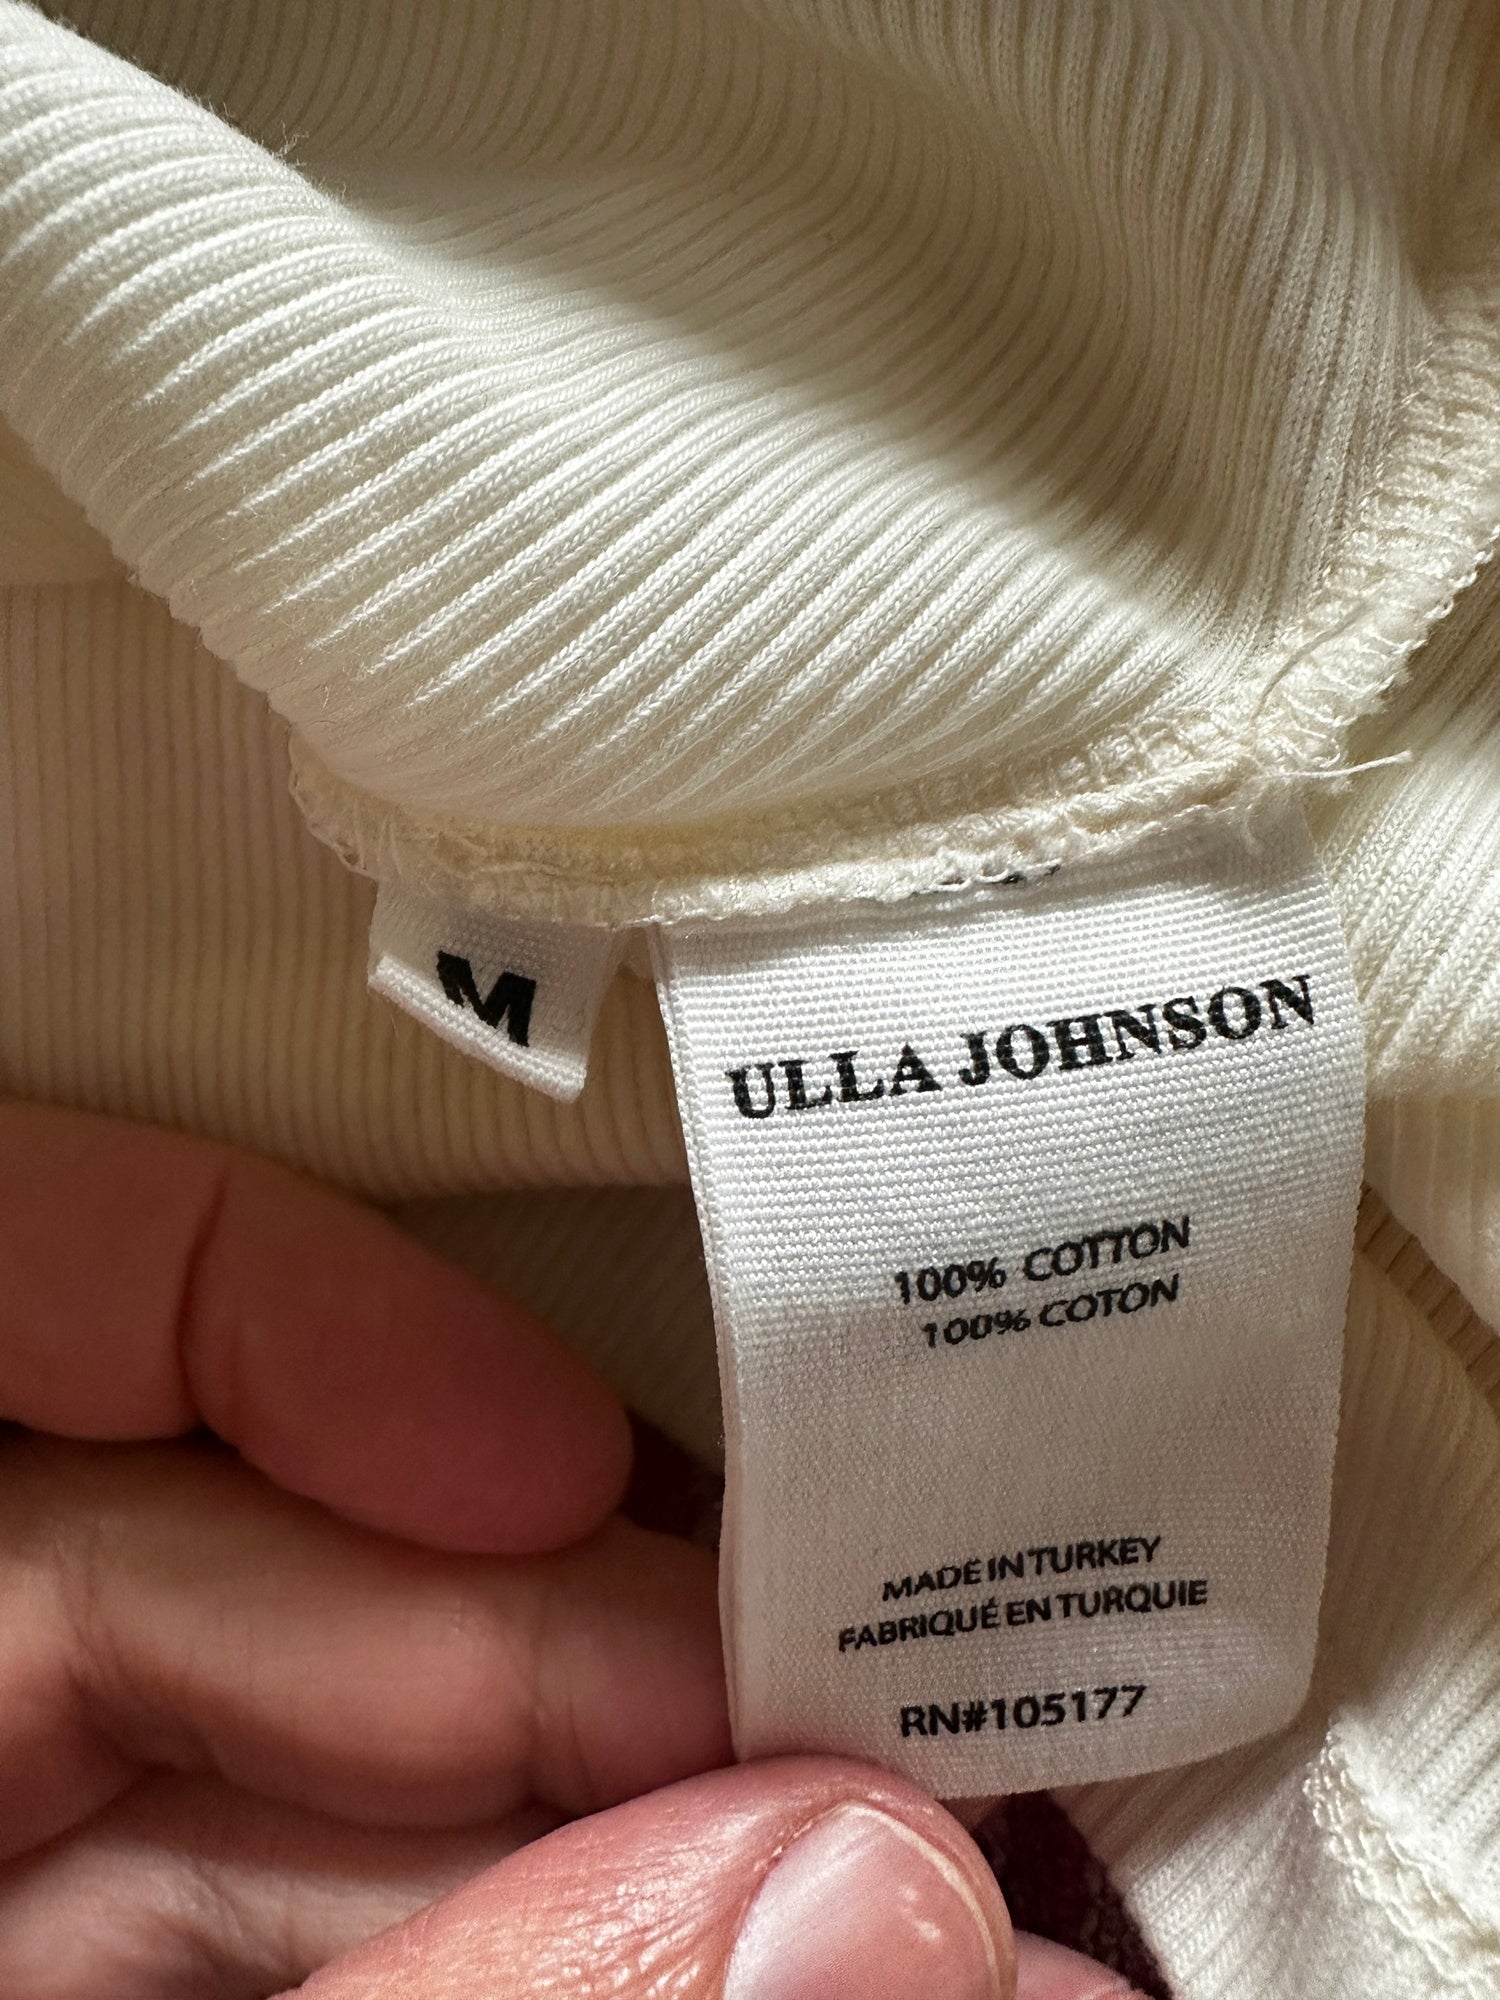 M
ULLA JOHNSON
100% COTTON
100% COTON
MADE IN TURKEY
FABRIQUÉ EN TURQUIE
RN#105177